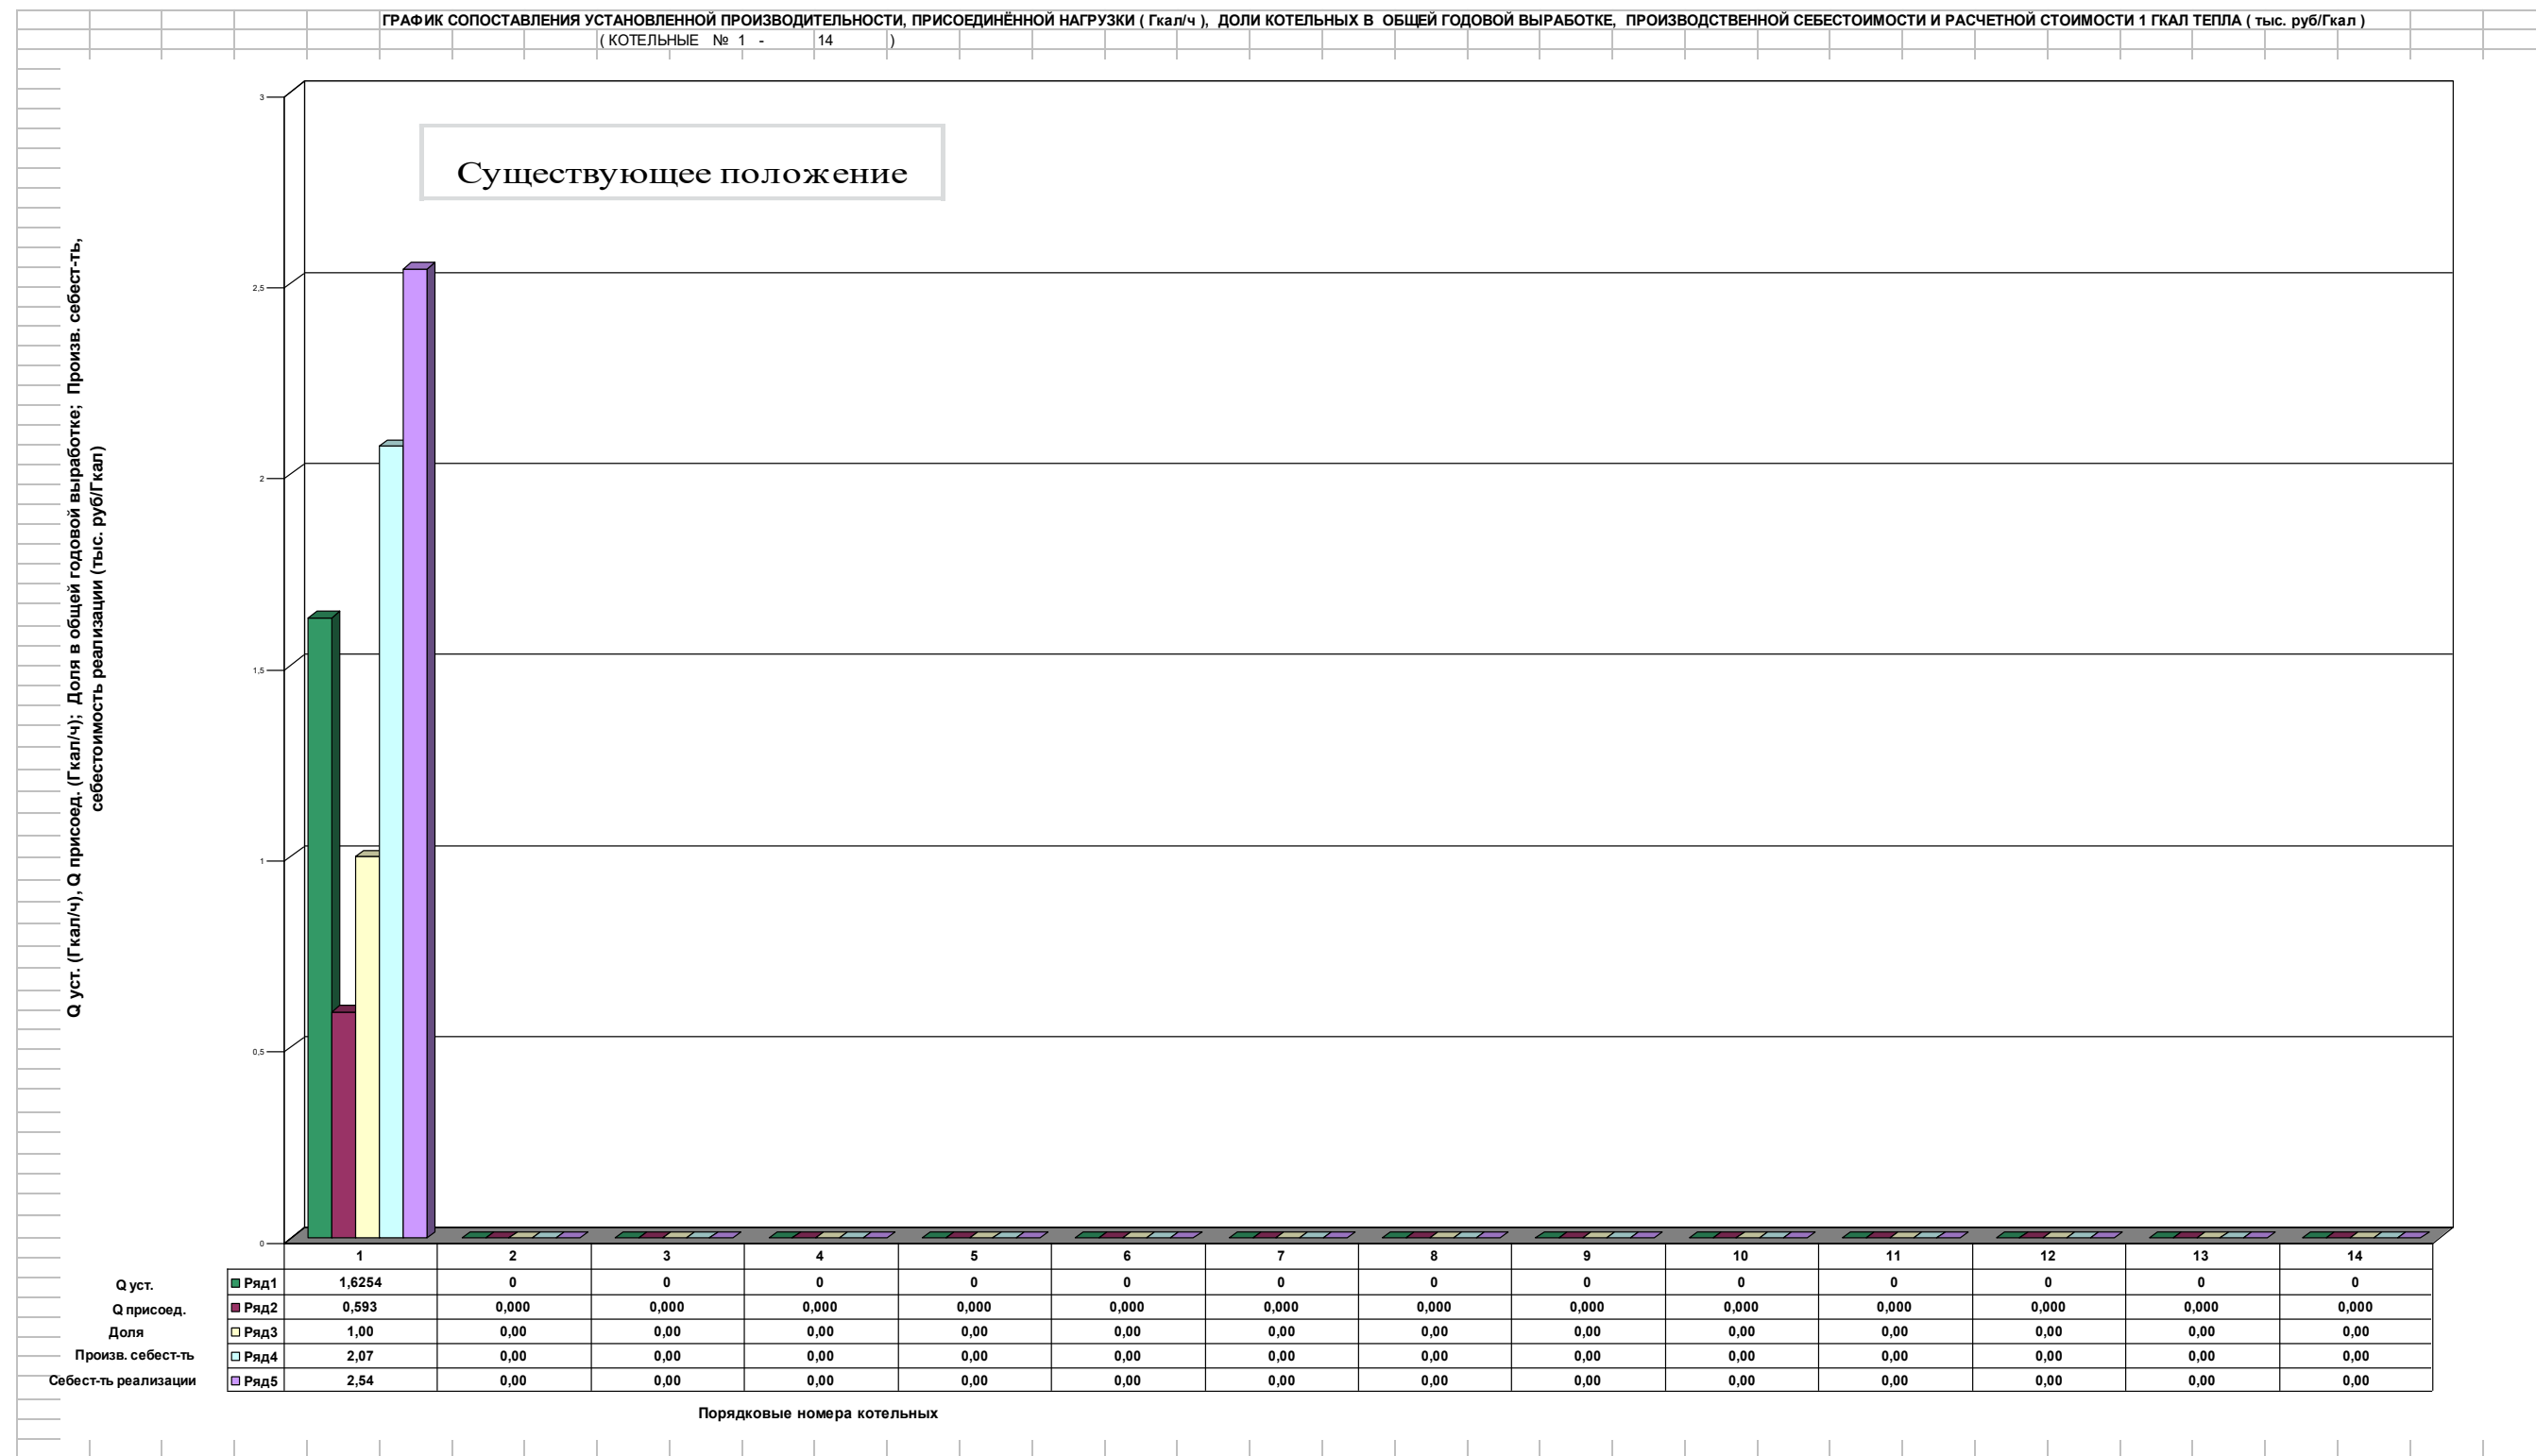 ГРАФИК СОПОСТАВЛЕНИЯ УСТАНОВЛЕННОЙ ПРОИЗВОДИТЕЛЬНОСТИ, ПРИСОЕДИНЁННОЙ НАГРУЗКИ ( Гкал/ч ), ДОЛИ КОТЕЛЬНЫХ В ОБЩЕЙ ГОДОВОЙ ВЫРАБОТКЕ, ПРОИЗВОДСТВЕННОЙ СЕБЕСТОИМОСТИ И РАСЧЕТНОЙ СТОИМОСТИ 1 ГКАЛ ТЕПЛА ( тыс. руб/Гкал )
( КОТЕЛЬНЫЕ № 1 - 14 )
Существующее положение
Q уст. (Гкал/ч), Q присоед. (Гкал/ч); Доля в общей годовой выработке; Произв. себест-ть,
себестоимость реализации (тыс. руб/Гкал)
3
2,5
2
1,5
1
0,5
0
1 2 3 4 5 6 7 8 9 10 11 12 13 14
Q уст. Ряд1 1,6254 0 0 0 0 0 0 0 0 0 0 0 0 0
Q присоед. Ряд2 0,593 0,000 0,000 0,000 0,000 0,000 0,000 0,000 0,000 0,000 0,000 0,000 0,000 0,000
Доля Ряд3 1,00 0,00 0,00 0,00 0,00 0,00 0,00 0,00 0,00 0,00 0,00 0,00 0,00 0,00
Произв. себест-ть Ряд4 2,07 0,00 0,00 0,00 0,00 0,00 0,00 0,00 0,00 0,00 0,00 0,00 0,00 0,00
Себест-ть реализации Ряд5 2,54 0,00 0,00 0,00 0,00 0,00 0,00 0,00 0,00 0,00 0,00 0,00 0,00 0,00
Порядковые номера котельных